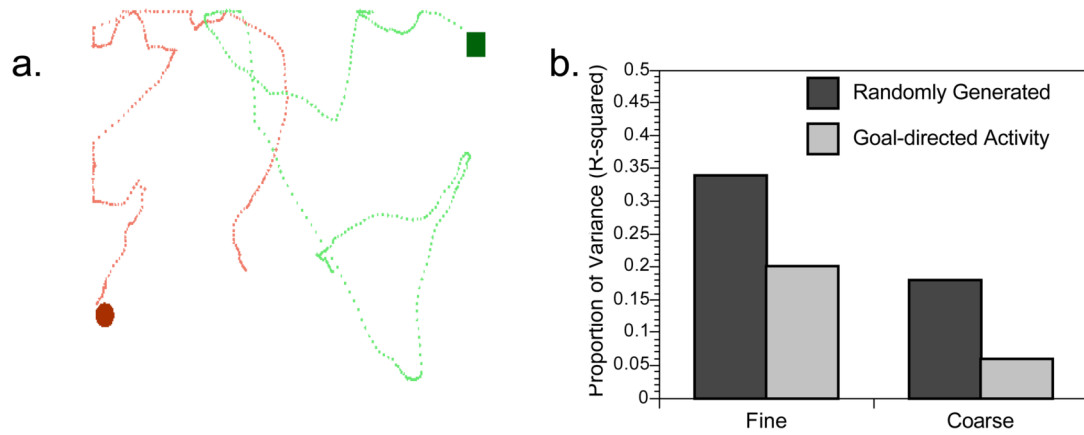 a.
b.
Proportion of Variance (R-squared)
0.5
0.45
0.4
0.35
0.3
0.25
0.2
0.15
0.1
0.05
0
Randomly Generated
Goal-directed Activity
Fine
Coarse